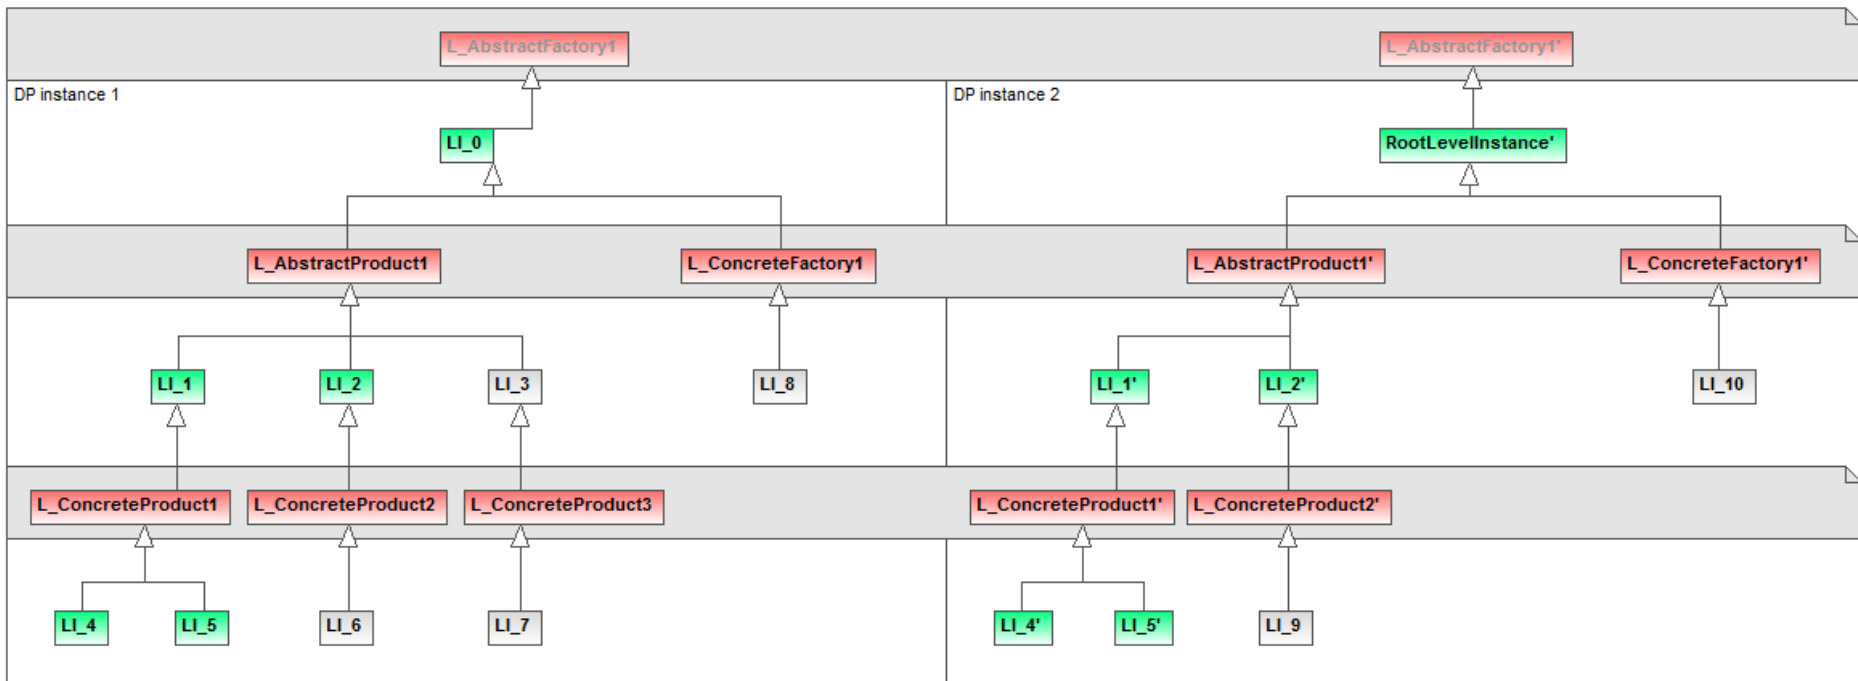 L_AbstractFactory1
L_AbstractFactory1'
DP instance 1
DP instance 2
LI_0
RootLevelInstance'
L_AbstractProduct1
L_ConcreteFactory1
L_AbstractProduct1'
L_ConcreteFactory1'
LI_1
LI_2
LI_3
LI_8
LI_1'
LI_2'
LI_10
L_ConcreteProduct1
L_ConcreteProduct2
L_ConcreteProduct3
L_ConcreteProduct1'
L_ConcreteProduct2'
LI_4
LI_5
LI_6
LI_7
LI_4'
LI_5'
LI_9